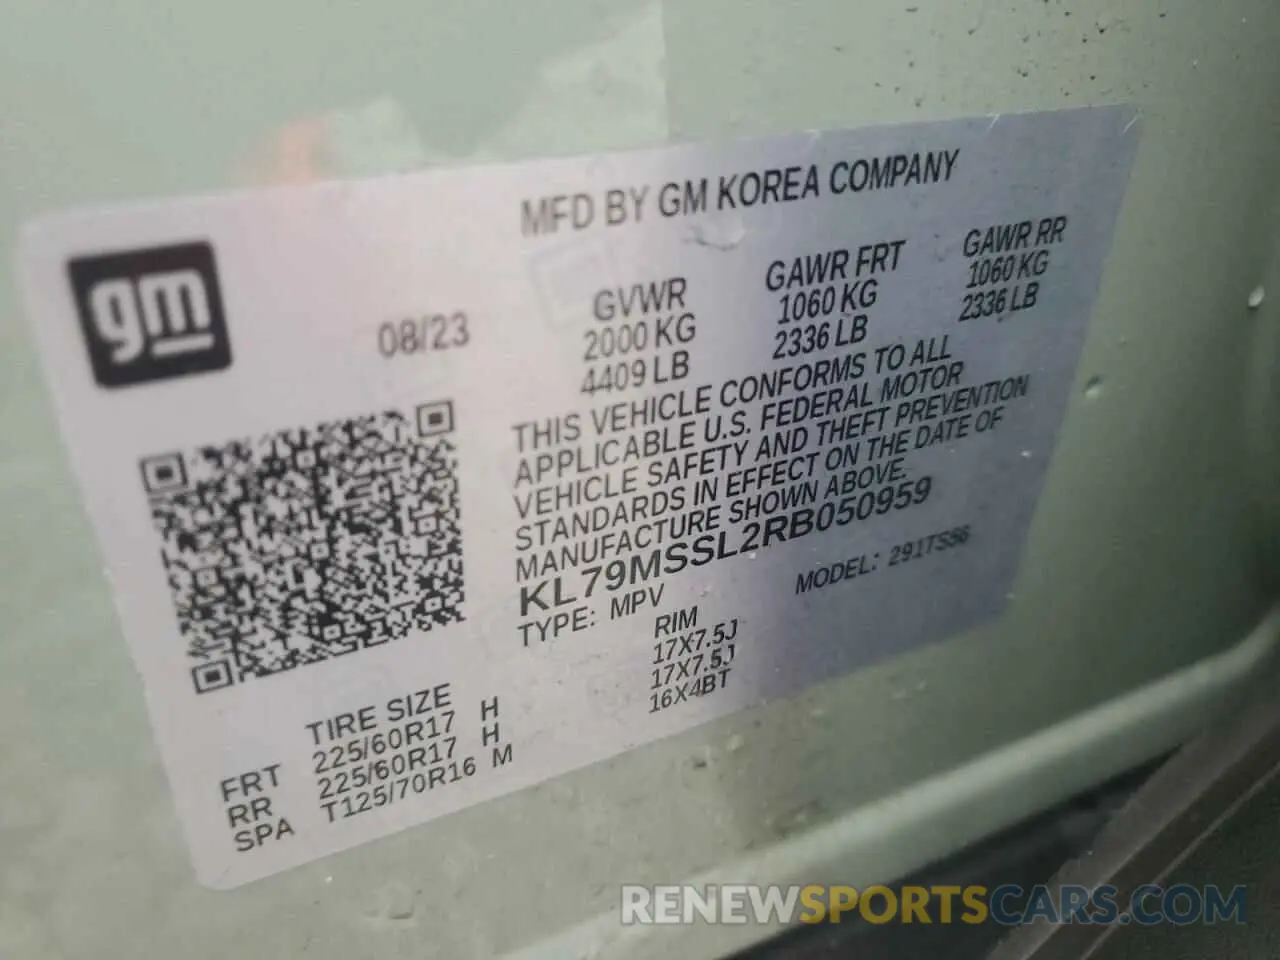 MFD BY GM KOREA COMPANY
gm
08/23
GVWR GAWR FRT GAWR RR
2000 KG 1060 KG 1060 KG
4409 LB 2336 LB 2336 LB
THIS VEHICLE CONFORMS TO ALL
APPLICABLE U.S. FEDERAL MOTOR
VEHICLE SAFETY AND THEFT PREVENTION
STANDARDS IN EFFECT ON THE DATE OF
MANUFACTURE SHOWN ABOVE.
KL79MSSL2RB050959
TYPE: MPV MODEL: 291TS56
TIRE SIZE RIM
FRT 225/60R17 H 17X7.5J
RR 225/60R17 H 17X7.5J
SPA T125/70R16 M 16X4BT
RENEWSPORTSCARS.COM